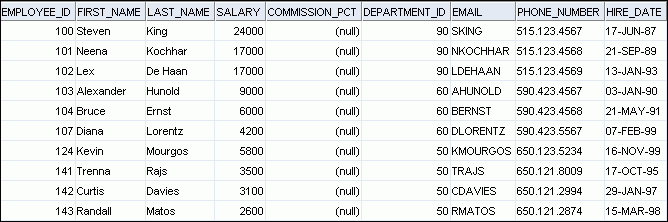 EMPLOYEE_ID FIRST_NAME LAST_NAME SALARY COMMISSION_PCT DEPARTMENT_ID EMAIL PHONE_NUMBER HIRE_DATE
100 Steven King 24000 (null) 90 SKING 515.123.4567 17-JUN-87
101 Neena Kochhar 17000 (null) 90 NKOCHHAR 515.123.4568 21-SEP-89
102 Lex De Haan 17000 (null) 90 LDEHAAN 515.123.4569 13-JAN-93
103 Alexander Hunold 9000 (null) 60 AHUNOLD 590.423.4567 03-JAN-90
104 Bruce Ernst 6000 (null) 60 BERNST 590.423.4568 21-MAY-91
107 Diana Lorentz 4200 (null) 60 DLORENTZ 590.423.5567 07-FEB-99
124 Kevin Mourgos 5800 (null) 50 KMOURGOS 650.123.5234 16-NOV-99
141 Trenna Rajs 3500 (null) 50 TRAJS 650.121.8009 17-OCT-95
142 Curtis Davies 3100 (null) 50 CDAVIES 650.121.2994 29-JAN-97
143 Randall Matos 2600 (null) 50 RMATOS 650.121.2874 15-MAR-98